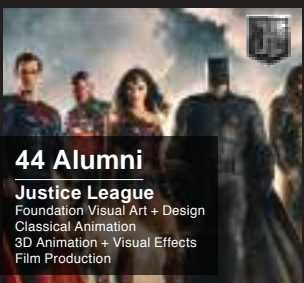 44 Alumni
Justice League
Foundation Visual Art + Design
Classical Animation
3D Animation + Visual Effects
Film Production